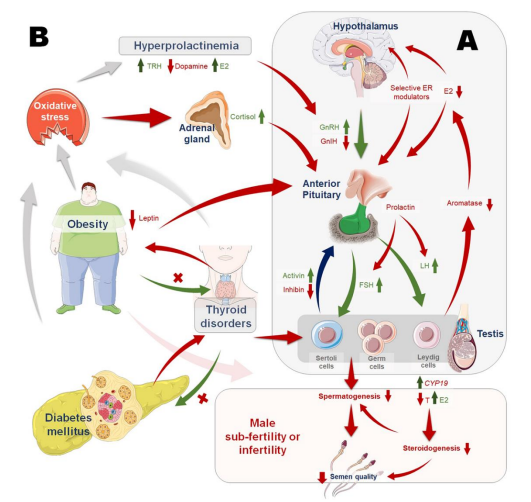 B
A
Hypothalamus
Hyperprolactinemia
TRH Dopamine E2
Selective ER
modulators
E2
Oxidative
stress
Adrenal
gland
Cortisol
GnRH
GnIH
Anterior
Pituitary
Prolactin
Aromatase
Obesity
Leptin
Activin
Inhibin
FSH
LH
Thyroid
disorders
Testis
Sertoli
cells
Germ
cells
Leydig
cells
CYP19
T E2
Spermatogenesis
Diabetes
mellitus
Male
sub-fertility or
infertility
Steroidogenesis
Semen quality